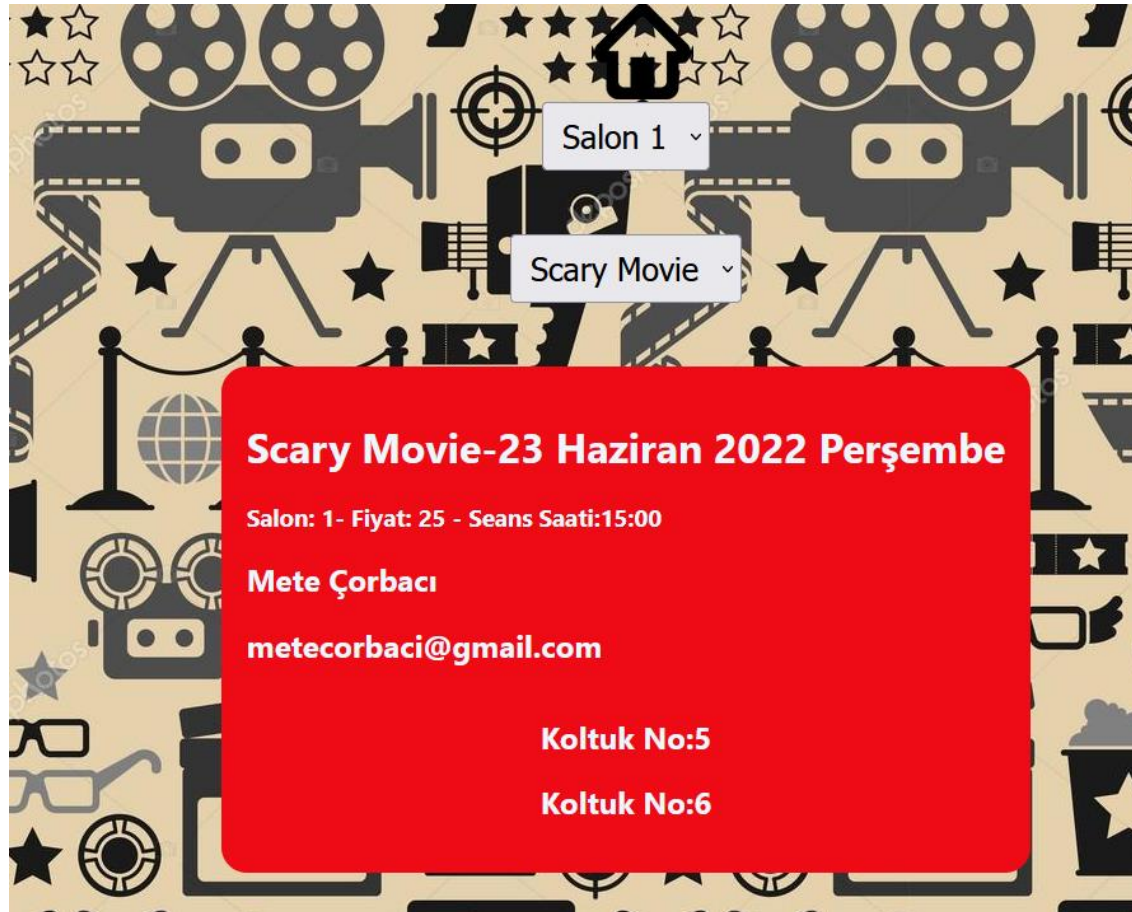 Salon 1
Scary Movie
Scary Movie-23 Haziran 2022 Perşembe
Salon: 1- Fiyat: 25 - Seans Saati:15:00
Mete Çorbacı
metecorbaci@gmail.com
Koltuk No:5
Koltuk No:6